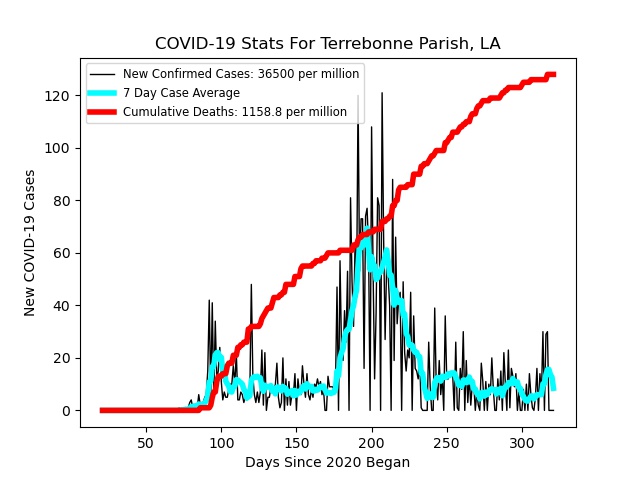 COVID-19 Stats For Terrebonne Parish, LA
New Confirmed Cases: 36500 per million
7 Day Case Average
Cumulative Deaths: 1158.8 per million
New COVID-19 Cases
120
100
80
60
40
20
0
50 100 150 200 250 300
Days Since 2020 Began